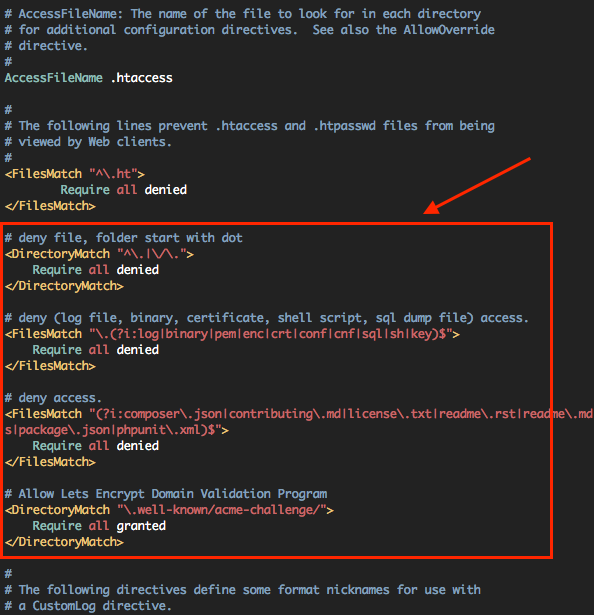 # AccessFileName: The name of the file to look for in each directory
# for additional configuration directives.  See also the AllowOverride
# directive.
#
AccessFileName .htaccess

#
# The following lines prevent .htaccess and .htpasswd files from being
# viewed by Web clients.
#
<FilesMatch "^\.ht">
        Require all denied
</FilesMatch>

# deny file, folder start with dot
<DirectoryMatch "^\.|\/\.">
    Require all denied
</DirectoryMatch>

# deny (log file, binary, certificate, shell script, sql dump file) access.
<FilesMatch "\.(?i:log|binary|pem|enc|crt|conf|cnf|sql|sh|key)$">
    Require all denied
</FilesMatch>

# deny access.
<FilesMatch "(?i:composer\.json|contributing\.md|license\.txt|readme\.rst|readme\.md
s|package\.json|phpunit\.xml)$">
    Require all denied
</FilesMatch>

# Allow Lets Encrypt Domain Validation Program
<DirectoryMatch "\.well-known/acme-challenge/">
    Require all granted
</DirectoryMatch>

#
# The following directives define some format nicknames for use with
# a CustomLog directive.